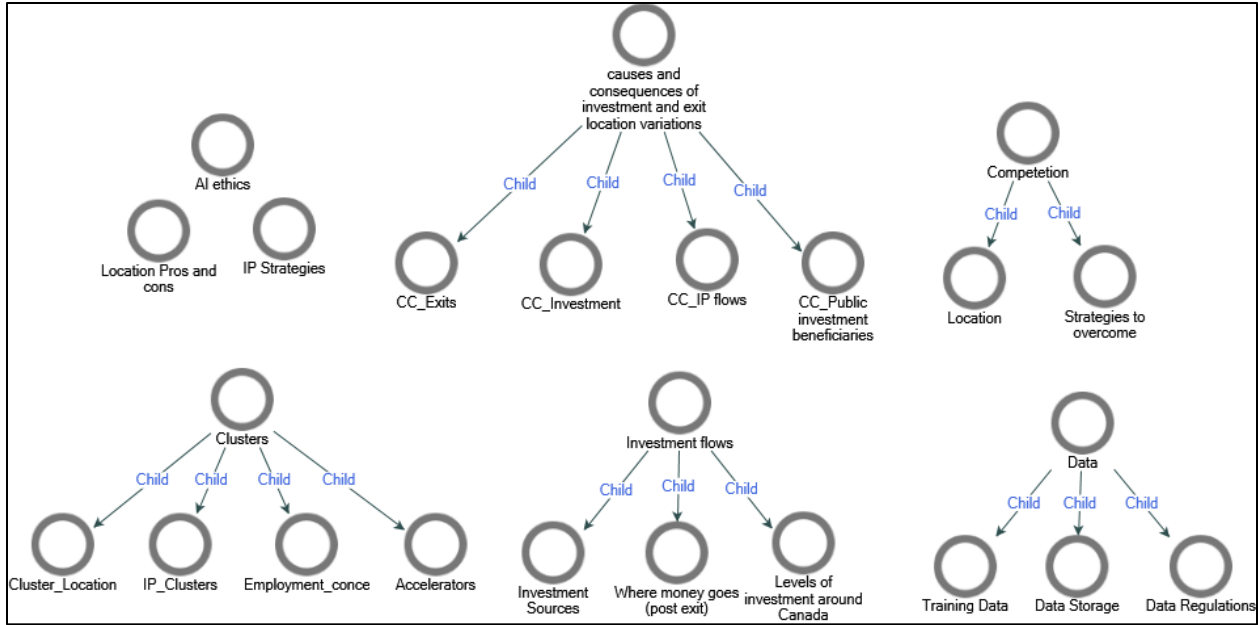 causes and
consequences of
investment and exit
location variations
Child
Child
Child
Child
CC_Exits
CC_Investment
CC_IP flows
CC_Public
investment
beneficiaries
AI ethics
Location Pros and
cons
IP Strategies
Competetion
Child
Child
Location
Strategies to
overcome
Clusters
Child
Child
Child
Child
Cluster_Location
IP_Clusters
Employment_conce
Accelerators
Investment flows
Child
Child
Child
Investment
Sources
Where money goes
(post exit)
Levels of
investment around
Canada
Data
Child
Child
Child
Training Data
Data Storage
Data Regulations